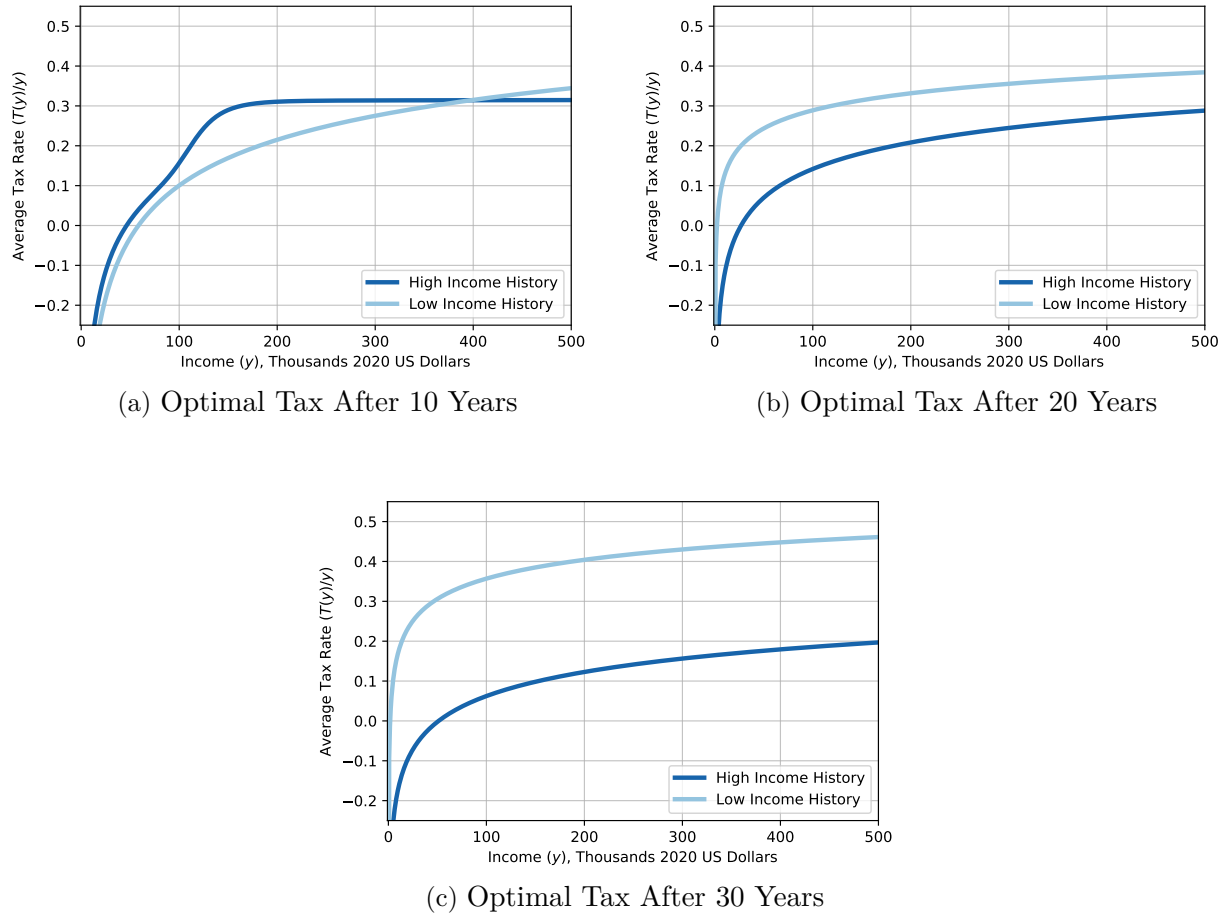 0.5
0.4
0.3
0.2
0.1
0.0
−0.1
−0.2
Average Tax Rate (T(y)/y)
High Income History
Low Income History
0 100 200 300 400 500
Income (y), Thousands 2020 US Dollars
(a) Optimal Tax After 10 Years
0.5
0.4
0.3
0.2
0.1
0.0
−0.1
−0.2
Average Tax Rate (T(y)/y)
High Income History
Low Income History
0 100 200 300 400 500
Income (y), Thousands 2020 US Dollars
(b) Optimal Tax After 20 Years
0.5
0.4
0.3
0.2
0.1
0.0
−0.1
−0.2
Average Tax Rate (T(y)/y)
High Income History
Low Income History
0 100 200 300 400 500
Income (y), Thousands 2020 US Dollars
(c) Optimal Tax After 30 Years